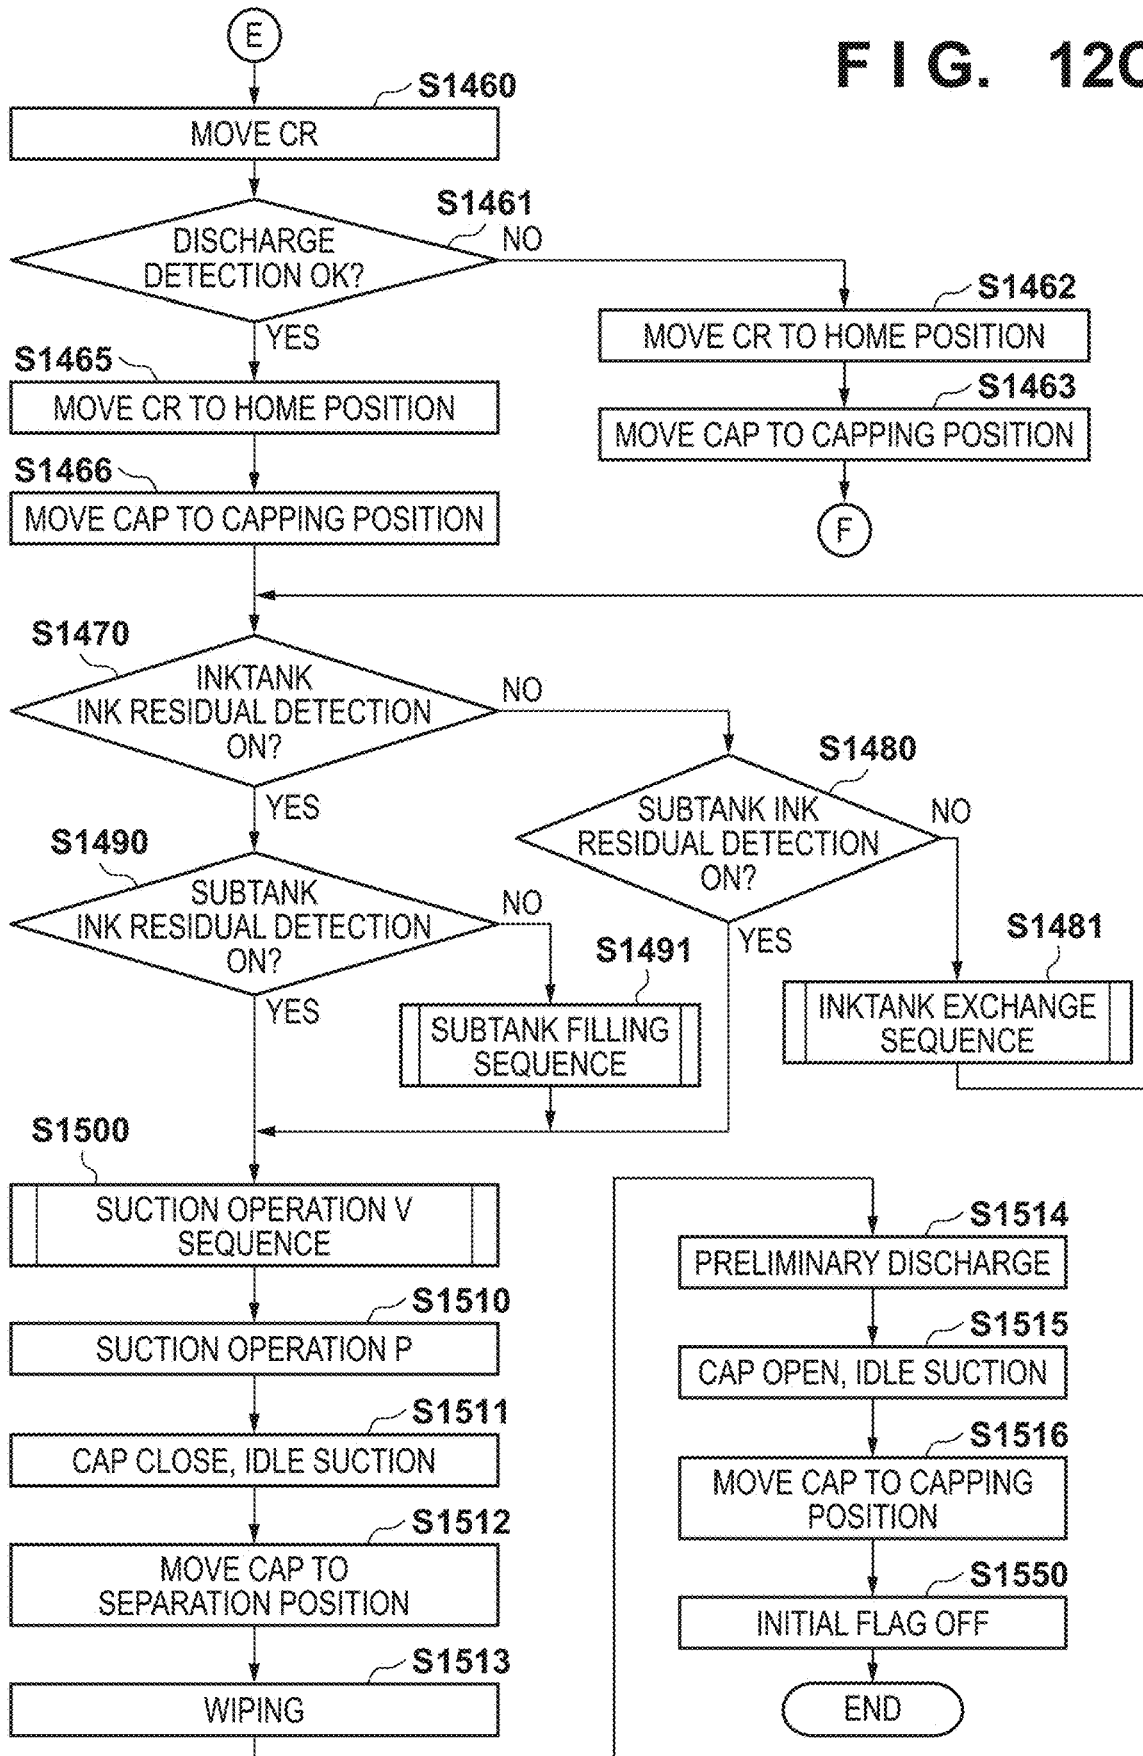 E
FIG. 12C
S1460
MOVE CR
S1461
DISCHARGE
DETECTION OK?
NO
YES
S1462
MOVE CR TO HOME POSITION
S1463
MOVE CAP TO CAPPING POSITION
F
S1465
MOVE CR TO HOME POSITION
S1466
MOVE CAP TO CAPPING POSITION
S1470
INKTANK
INK RESIDUAL DETECTION
ON?
NO
YES
S1480
SUBTANK INK
RESIDUAL DETECTION
ON?
NO
YES
S1481
INKTANK EXCHANGE
SEQUENCE
S1490
SUBTANK
INK RESIDUAL DETECTION
ON?
NO
YES
S1491
SUBTANK FILLING
SEQUENCE
S1500
SUCTION OPERATION V
SEQUENCE
S1510
SUCTION OPERATION P
S1511
CAP CLOSE, IDLE SUCTION
S1512
MOVE CAP TO
SEPARATION POSITION
S1513
WIPING
S1514
PRELIMINARY DISCHARGE
S1515
CAP OPEN, IDLE SUCTION
S1516
MOVE CAP TO CAPPING
POSITION
S1550
INITIAL FLAG OFF
END